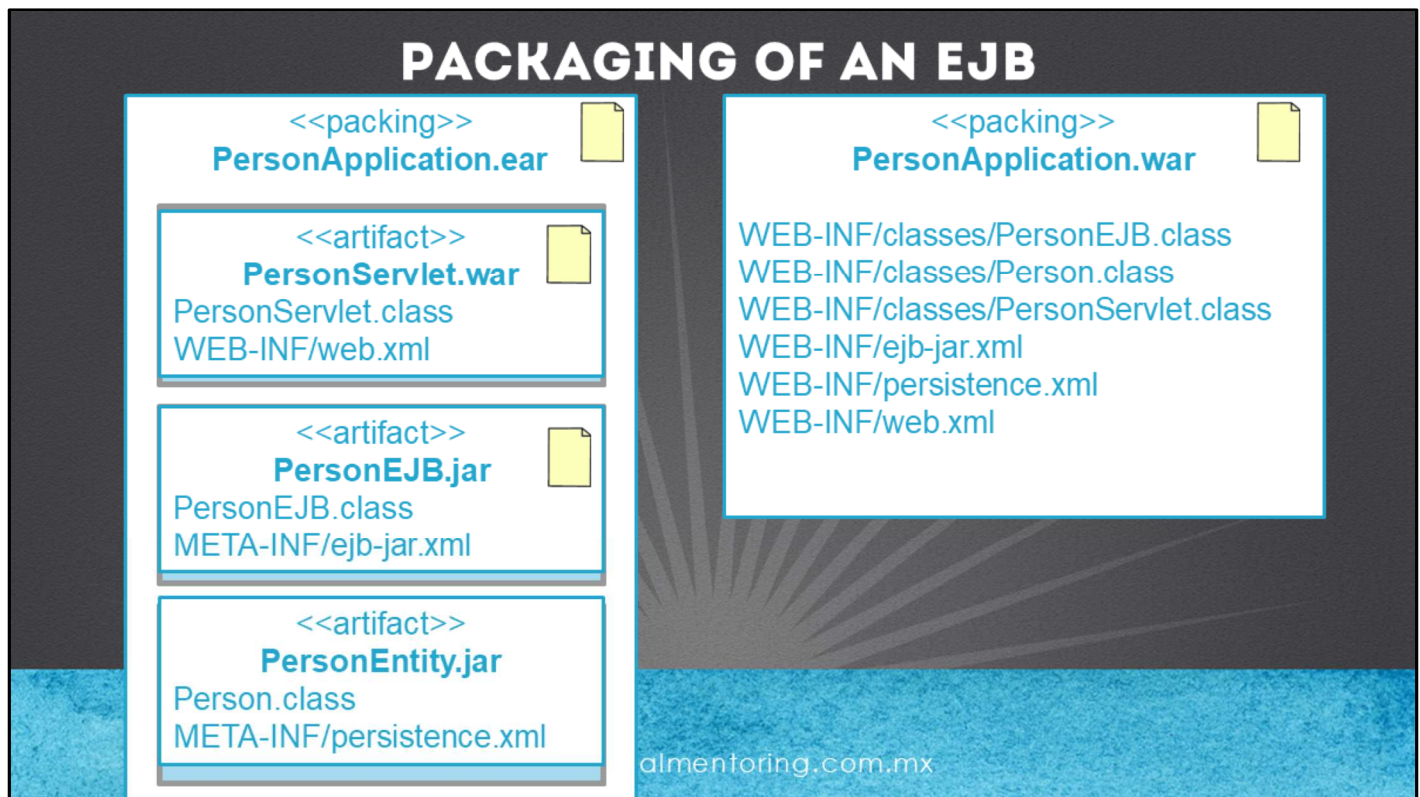 PACKAGING OF AN EJB
<<packing>>
PersonApplication.ear
<<artifact>>
PersonServlet.war
PersonServlet.class
WEB-INF/web.xml
<<artifact>>
PersonEJB.jar
PersonEJB.class
META-INF/ejb-jar.xml
<<artifact>>
PersonEntity.jar
Person.class
META-INF/persistence.xml
<<packing>>
PersonApplication.war
WEB-INF/classes/PersonEJB.class
WEB-INF/classes/Person.class
WEB-INF/classes/PersonServlet.class
WEB-INF/ejb-jar.xml
WEB-INF/persistence.xml
WEB-INF/web.xml
almentoring.com.mx